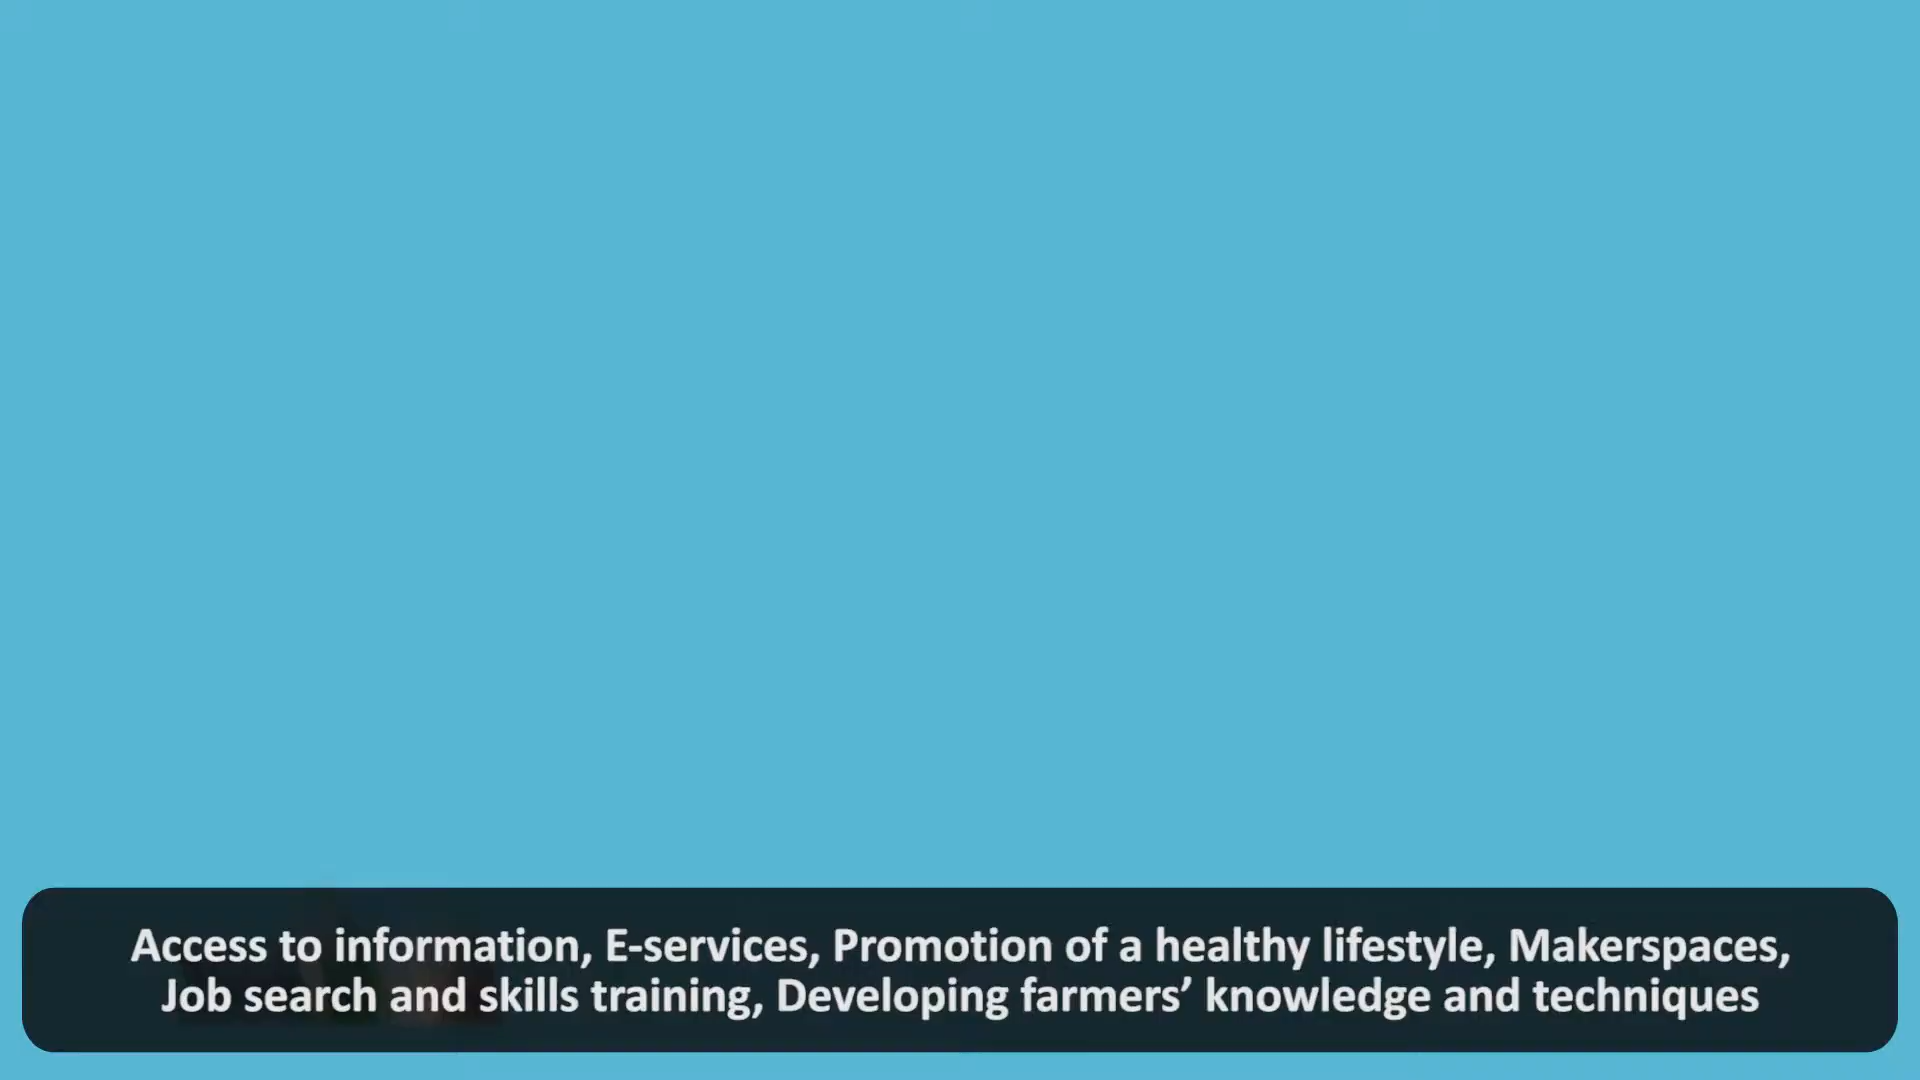 Access to information, E-services, Promotion of a healthy lifestyle, Makerspaces,
Job search and skills training, Developing farmers’ knowledge and techniques